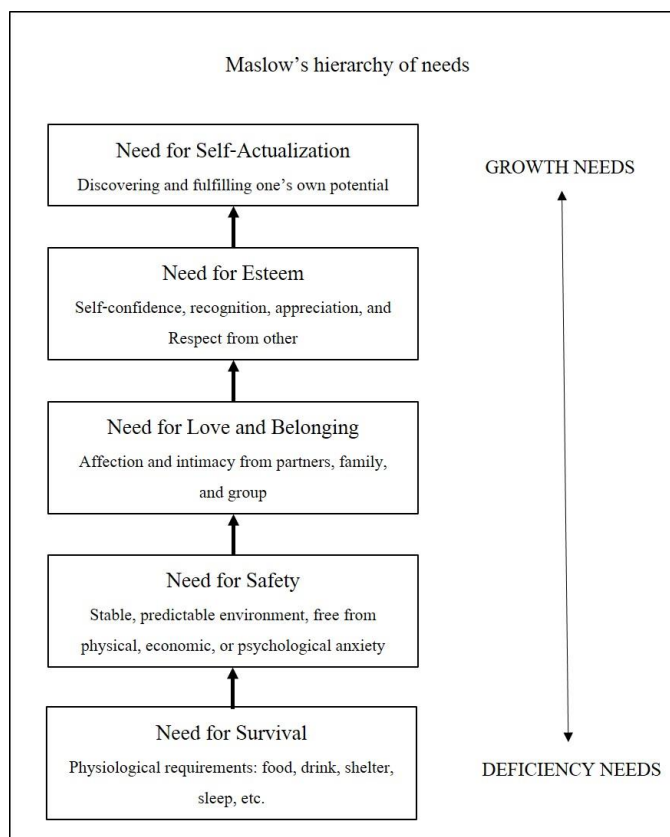 Maslow’s hierarchy of needs
Need for Self-Actualization
Discovering and fulfilling one’s own potential
GROWTH NEEDS
Need for Esteem
Self-confidence, recognition, appreciation, and
Respect from other
Need for Love and Belonging
Affection and intimacy from partners, family,
and group
Need for Safety
Stable, predictable environment, free from
physical, economic, or psychological anxiety
Need for Survival
Physiological requirements: food, drink, shelter,
sleep, etc.
DEFICIENCY NEEDS